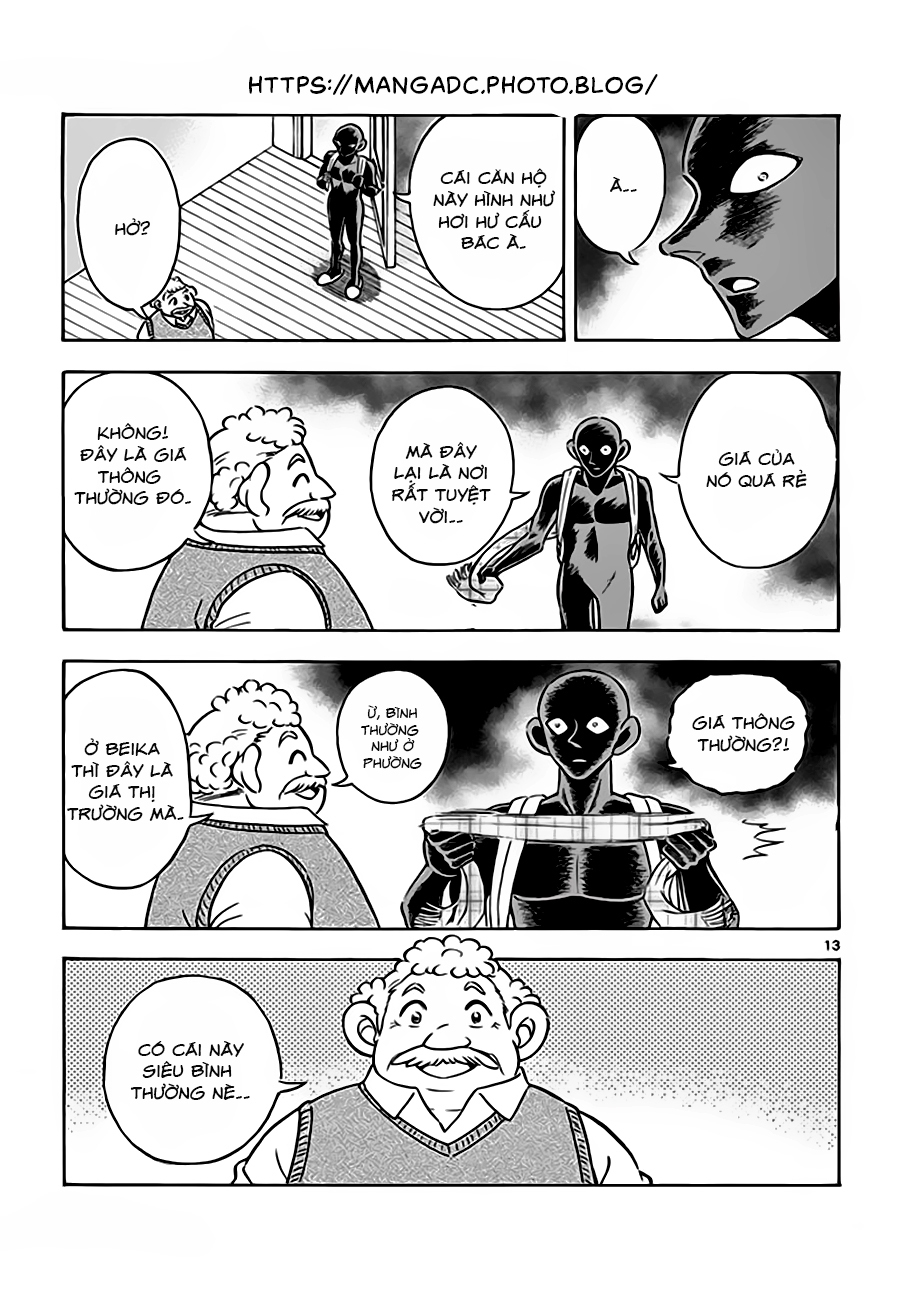 HTTPS://MANGADC.PHOTO.BLOG/
À..
CÁI CĂN HỘ
NÀY HÌNH NHƯ
HƠI HƯ CẤU
BÁC À..
HỞ?
GIÁ CỦA
NÓ QUÁ RẺ
MÀ ĐÂY
LẠI LÀ NƠI
RẤT TUYỆT
VỜI...
KHÔNG!
ĐÂY LÀ GIÁ
THÔNG
THƯỜNG ĐÓ..
GIÁ THÔNG
THƯỜNG?!
Ừ, BÌNH
THƯỜNG
NHƯ Ở
PHƯỜNG
Ở BEIKA
THÌ ĐÂY LÀ
GIÁ THỊ
TRƯỜNG MÀ..
13
CÓ CÁI NÀY
SIÊU BÌNH
THƯỜNG NÈ...